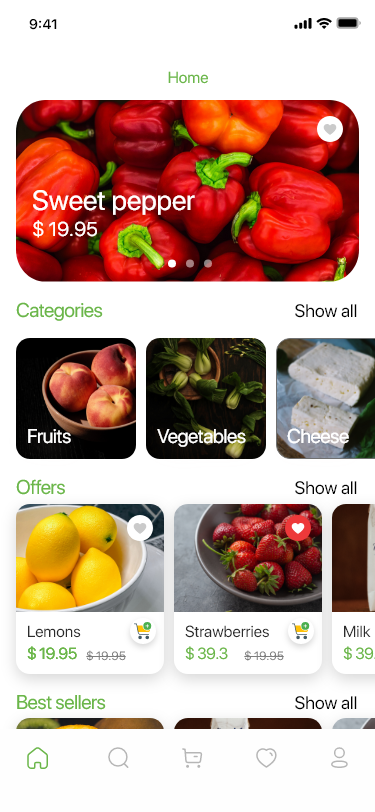 9:41
Home
Sweet pepper
$ 19.95
Categories
Show all
Fruits
Vegetables
Cheese
Offers
Show all
Lemons
$ 19.95
$ 19.95
Strawberries
$ 39.3
$ 19.95
Milk
$ 39.
Best sellers
Show all